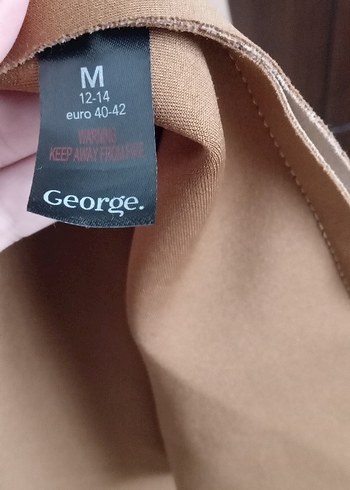 M
12-14
euro 40-42
WARNING
KEEP AWAY FROM FIRE
George.